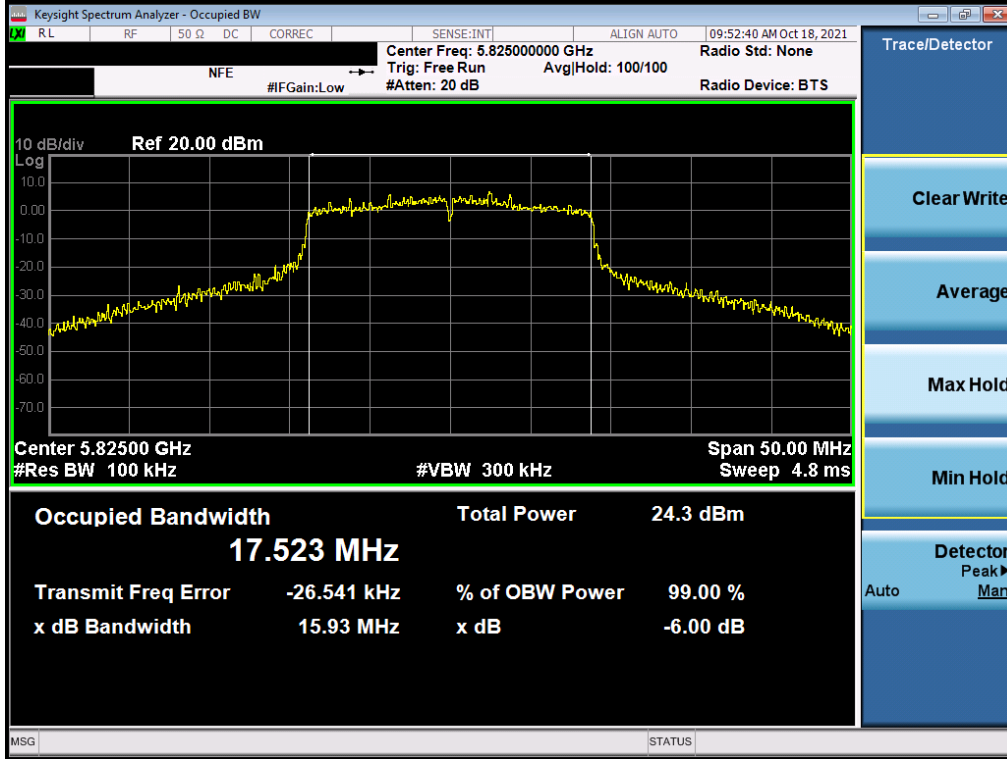 Keysight Spectrum Analyzer - Occupied BW
LXI RL RF 50 Ω DC CORREC SENSE:INT ALIGN AUTO 09:52:40 AM Oct 18, 2021
Center Freq: 5.825000000 GHz Radio Std: None
NFE Trig: Free Run Avg|Hold: 100/100
#IFGain:Low #Atten: 20 dB Radio Device: BTS
10 dB/div Ref 20.00 dBm
Log
10.0
0.00
-10.0
-20.0
-30.0
-40.0
-50.0
-60.0
-70.0
Center 5.82500 GHz Span 50.00 MHz
#Res BW 100 kHz #VBW 300 kHz Sweep 4.8 ms
Occupied Bandwidth Total Power 24.3 dBm
17.523 MHz
Transmit Freq Error -26.541 kHz % of OBW Power 99.00 %
x dB Bandwidth 15.93 MHz x dB -6.00 dB
MSG STATUS
Trace/Detector
Clear Write
Average
Max Hold
Min Hold
Detector
Peak▶
Auto Man